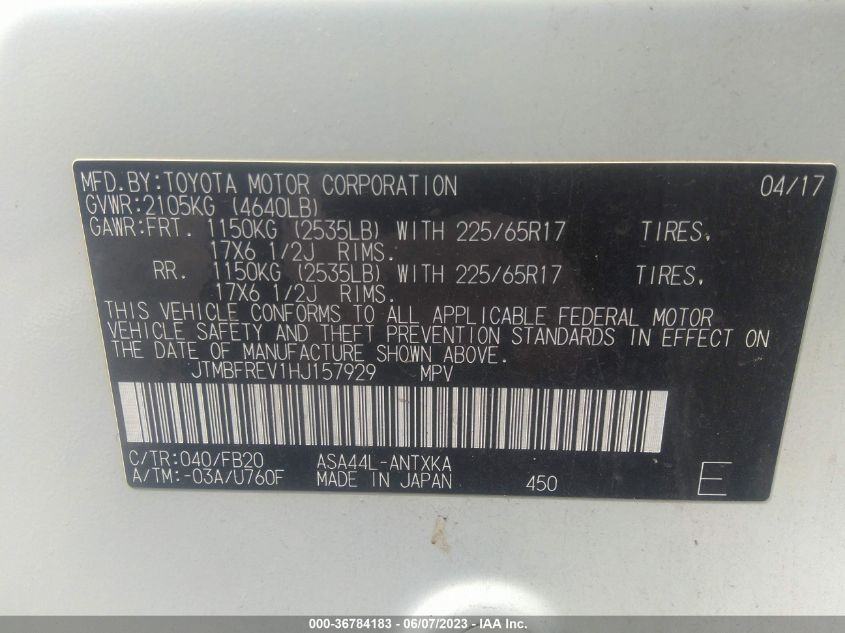 MFD.BY:TOYOTA MOTOR CORPORATION 04/17
GVWR:2105KG (4640LB)
GAWR:FRT. 1150KG (2535LB) WITH 225/65R17 TIRES,
17X6 1/2J RIMS.
RR. 1150KG (2535LB) WITH 225/65R17 TIRES,
17X6 1/2J RIMS.
THIS VEHICLE CONFORMS TO ALL APPLICABLE FEDERAL MOTOR
VEHICLE SAFETY AND THEFT PREVENTION STANDARDS IN EFFECT ON
THE DATE OF MANUFACTURE SHOWN ABOVE.
JTMBFREV1HJ157929 MPV
C/TR:040/FB20 ASA44L-ANTXKA
A/TM:-03A/U760F MADE IN JAPAN 450 E
000-36784183 - 06/07/2023 - IAA Inc.